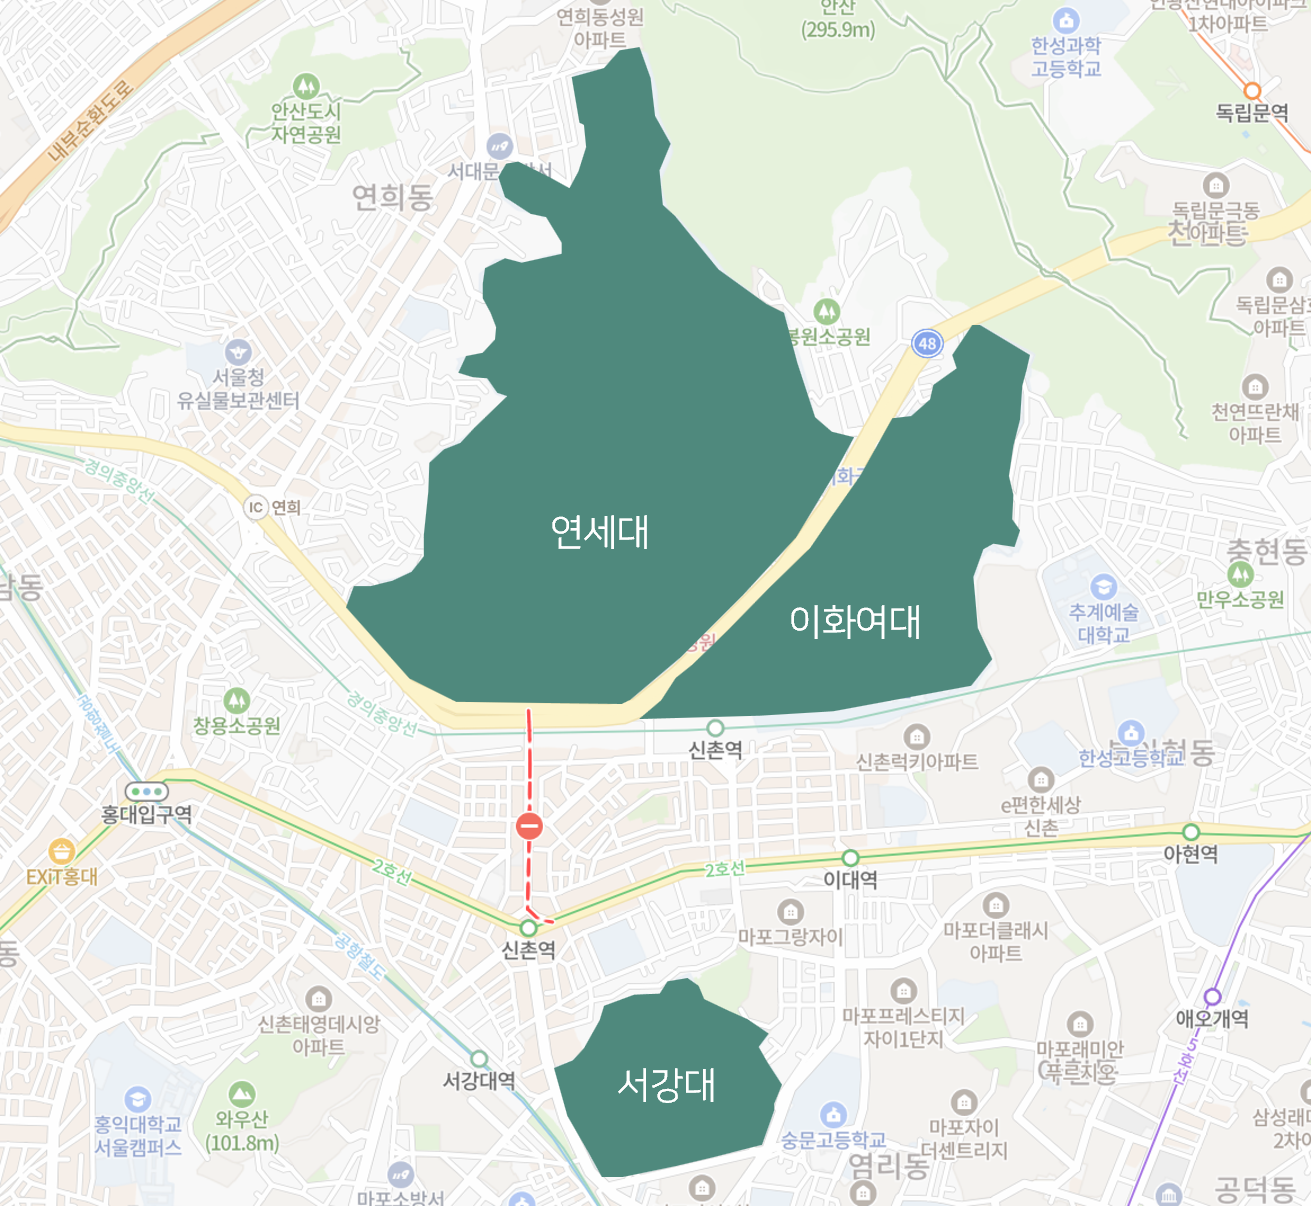 연희동성원
아파트
안산
(295.9m)
1차아파트
한성과학
고등학교
안산도시
자연공원
내부순환도로
독립문역
연희동
독립문극동
아파트
독립문삼호
아파트
봉원소공원
48
서울청
유실물보관센터
천연뜨란채
아파트
경의중앙선
IC 연희
연세대
이화여대
충현동
만우소공원
추계예술
대학교
남동
창용소공원
경의중앙선
공항철도
신촌역
신촌럭키아파트
한성고등학교
e편한세상
신촌
홍대입구역
EXiT홍대
2호선
2호선
이대역
아현역
신촌역
마포그랑자이
마포더클래시
아파트
공항철도
동
신촌태영데시앙
아파트
마포프레스티지
자이1단지
애오개역
마포래미안
푸르지오
서강대역
서강대
5호선
홍익대학교
서울캠퍼스
와우산
(101.8m)
숭문고등학교
마포자이
더센트리지
삼성래미
2차아
염리동
마포소방서
공덕동